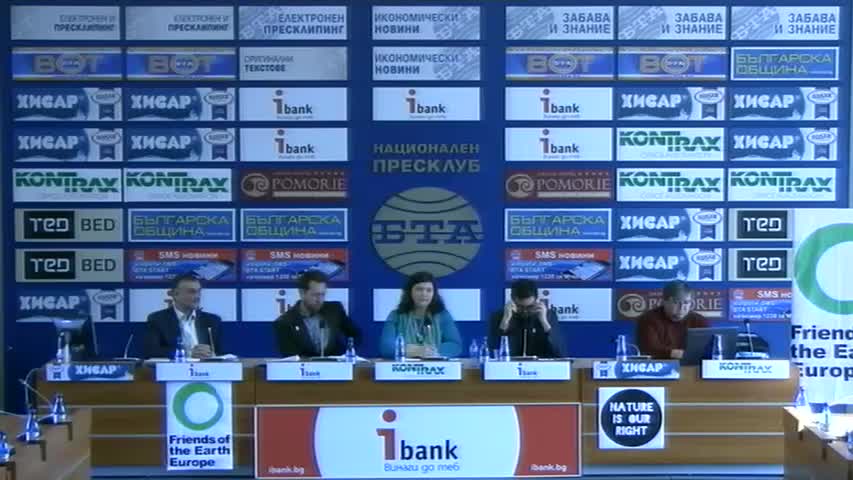 ЕЛЕКТРОНЕН И
ПРЕСКЛИПИНГ
ЕЛЕКТРОНЕН И
ПРЕСКЛИПИНГ
ЕЛЕКТРОНЕН И
ПРЕСКЛИПИНГ
ИКОНОМИЧЕСКИ
НОВИНИ
ЗАБАВА
И ЗНАНИЕ
ЗАБАВА
И ЗНАНИЕ
ЗАБАВА
И ЗНАНИЕ
ВОТ
ВОТ
ОРИГИНАЛНИ
ТЕКСТОВЕ
ИКОНОМИЧЕСКИ
НОВИНИ
БЪЛГАРСКА
ОБЩИНА
ХИСАР
ХИСАР
ibank
ibank
ibank
ХИСАР
ХИСАР
ХИСАР
ХИСАР
ibank
НАЦИОНАЛЕН
ПРЕСКЛУБ
ibank
KONTRAX
ХИСАР
KONTRAX
KONTRAX
POMORIE
POMORIE
KONTRAX
KONTRAX
TED BED
БЪЛГАРСКА
ОБЩИНА
БЪЛГАРСКА
ОБЩИНА
БТА
БЪЛГАРСКА
ОБЩИНА
ХИСАР
TED
TED BED
SMS НОВИНИ
SMS НОВИНИ
SMS НОВИНИ
ХИСАР
TED
ХИСАР
POMORIE
SMS НОВИНИ
Friends of
the Earth
Europe
ХИСАР
ibank
KONTRAX
ibank
ХИСАР
KONTRAX
Friends of
the Earth
Europe
ibank
Винаги до теб
ibank.bg
ibank.bg
NATURE
IS OUR
RIGHT